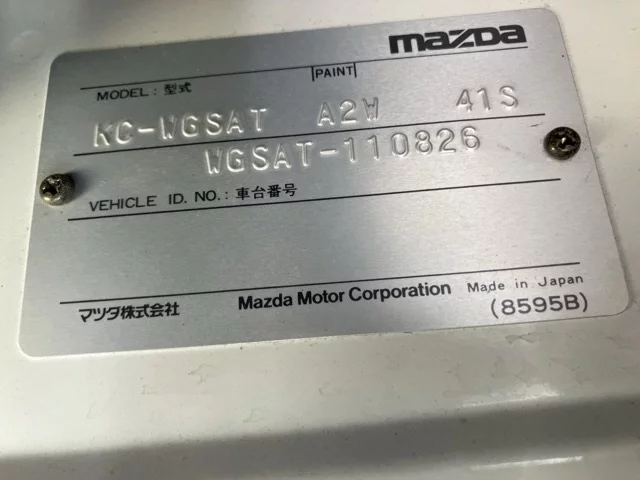 mazda
MODEL : 型式 PAINT
KC-WGSAT A2W 41S
WGSAT-110826
VEHICLE ID. NO. : 車台番号
マツダ株式会社 Mazda Motor Corporation Made in Japan
(8595B)